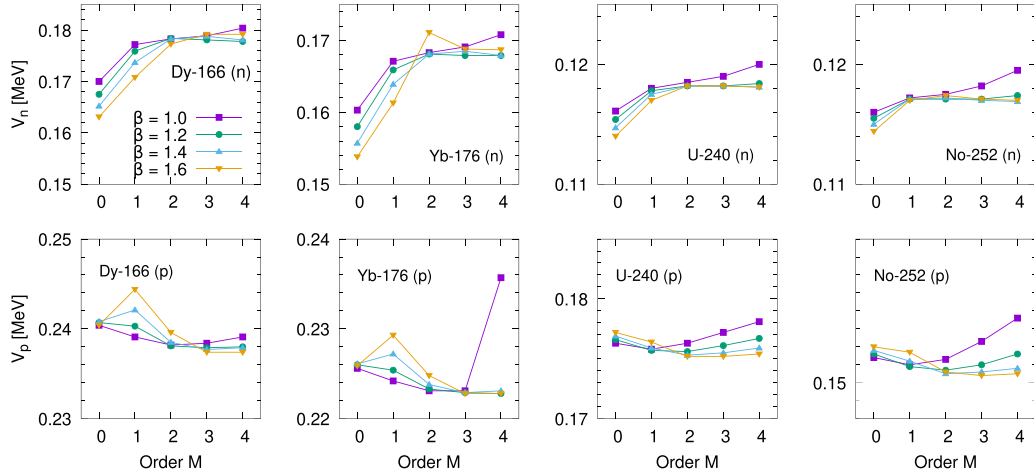 V_n [MeV]
0.18
0.17
0.16
0.15
Dy-166 (n)
β = 1.0
β = 1.2
β = 1.4
β = 1.6
0 1 2 3 4
0.17
0.16
0.15
Yb-176 (n)
0 1 2 3 4
0.12
0.11
U-240 (n)
0 1 2 3 4
0.12
0.11
No-252 (n)
0 1 2 3 4
V_p [MeV]
0.25
0.24
0.23
Dy-166 (p)
0 1 2 3 4
Order M
0.24
0.23
0.22
Yb-176 (p)
0 1 2 3 4
Order M
0.18
0.17
U-240 (p)
0 1 2 3 4
Order M
0.15
No-252 (p)
0 1 2 3 4
Order M